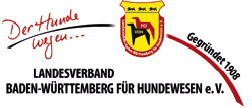 Der Hunde
wegen...
Gegründet 1908
LANDESVERBAND
BADEN-WÜRTTEMBERG FÜR HUNDEWESEN e.V.